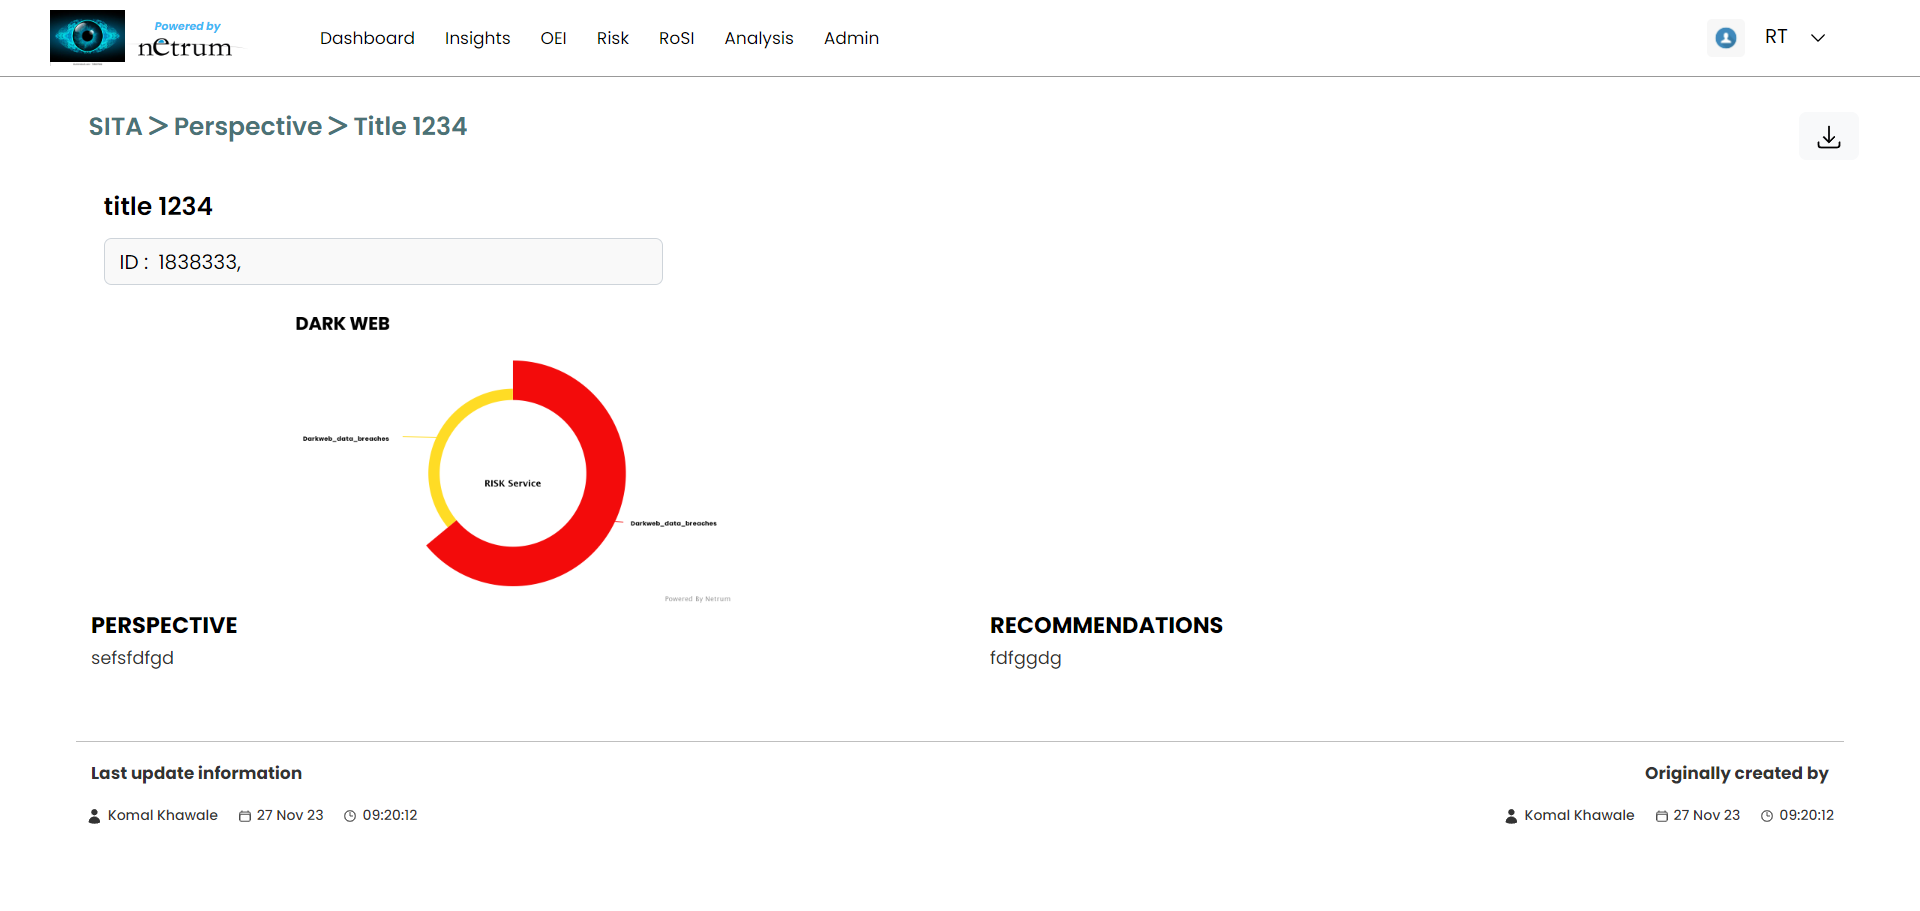 Powered by
netrum
Dashboard Insights OEI Risk RoSI Analysis Admin
RT
SITA > Perspective > Title 1234
title 1234
ID : 1838333,
DARK WEB
Darkweb_data_breaches
RISK Service
Darkweb_data_breaches
Powered By Netrum
PERSPECTIVE
sefsfdfgd
RECOMMENDATIONS
fdfggdg
Last update information
Originally created by
Komal Khawale 27 Nov 23 09:20:12
Komal Khawale 27 Nov 23 09:20:12